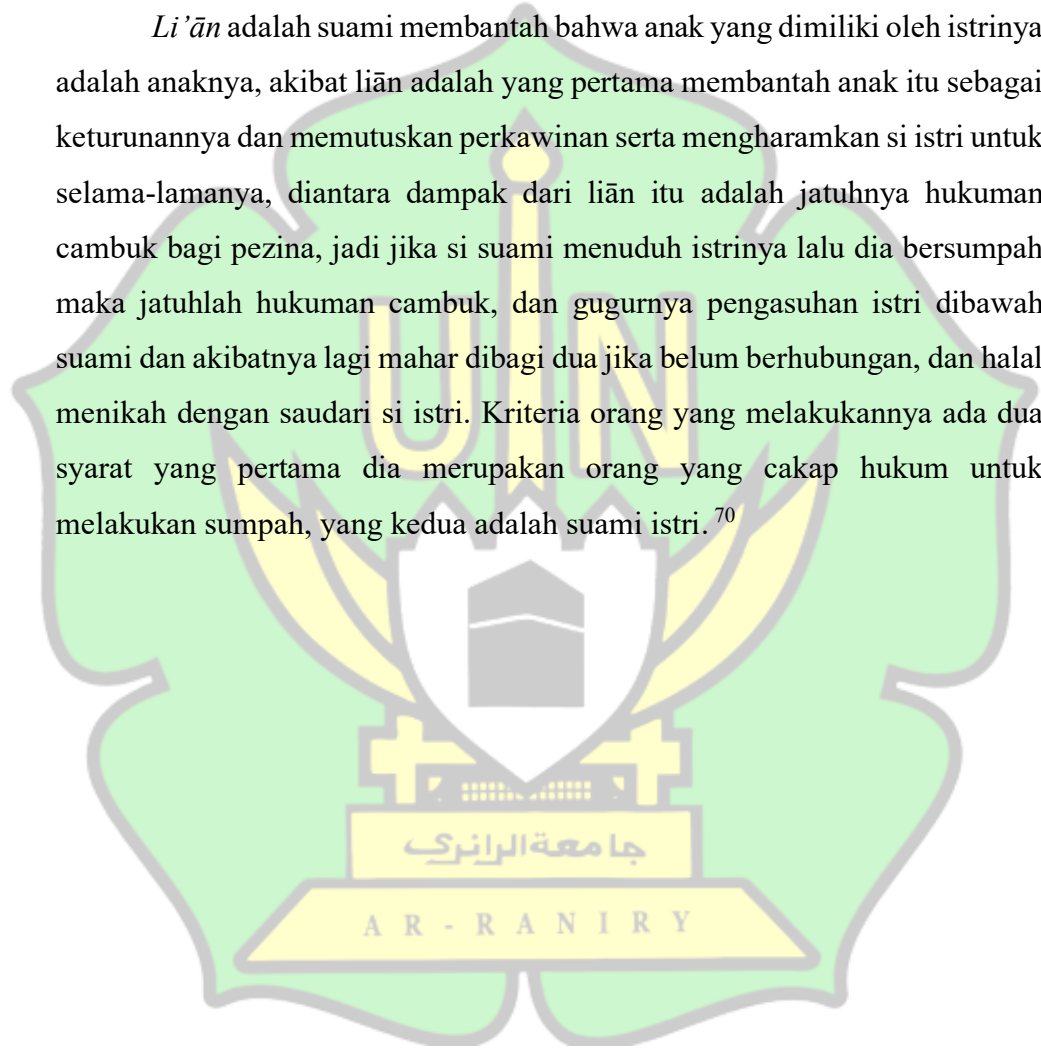 Li’ān adalah suami membantah bahwa anak yang dimiliki oleh istrinya
adalah anaknya, akibat liān adalah yang pertama membantah anak itu sebagai
keturunannya dan memutuskan perkawinan serta mengharamkan si istri untuk
selama-lamanya, diantara dampak dari liān itu adalah jatuhnya hukuman
cambuk bagi pezina, jadi jika si suami menuduh istrinya lalu dia bersumpah
maka jatuhlah hukuman cambuk, dan gugurnya pengasuhan istri dibawah
suami dan akibatnya lagi mahar dibagi dua jika belum berhubungan, dan halal
menikah dengan saudari si istri. Kriteria orang yang melakukannya ada dua
syarat yang pertama dia merupakan orang yang cakap hukum untuk
melakukan sumpah, yang kedua adalah suami istri. 70
UIN
جامعة الرانري
AR-RANIRY